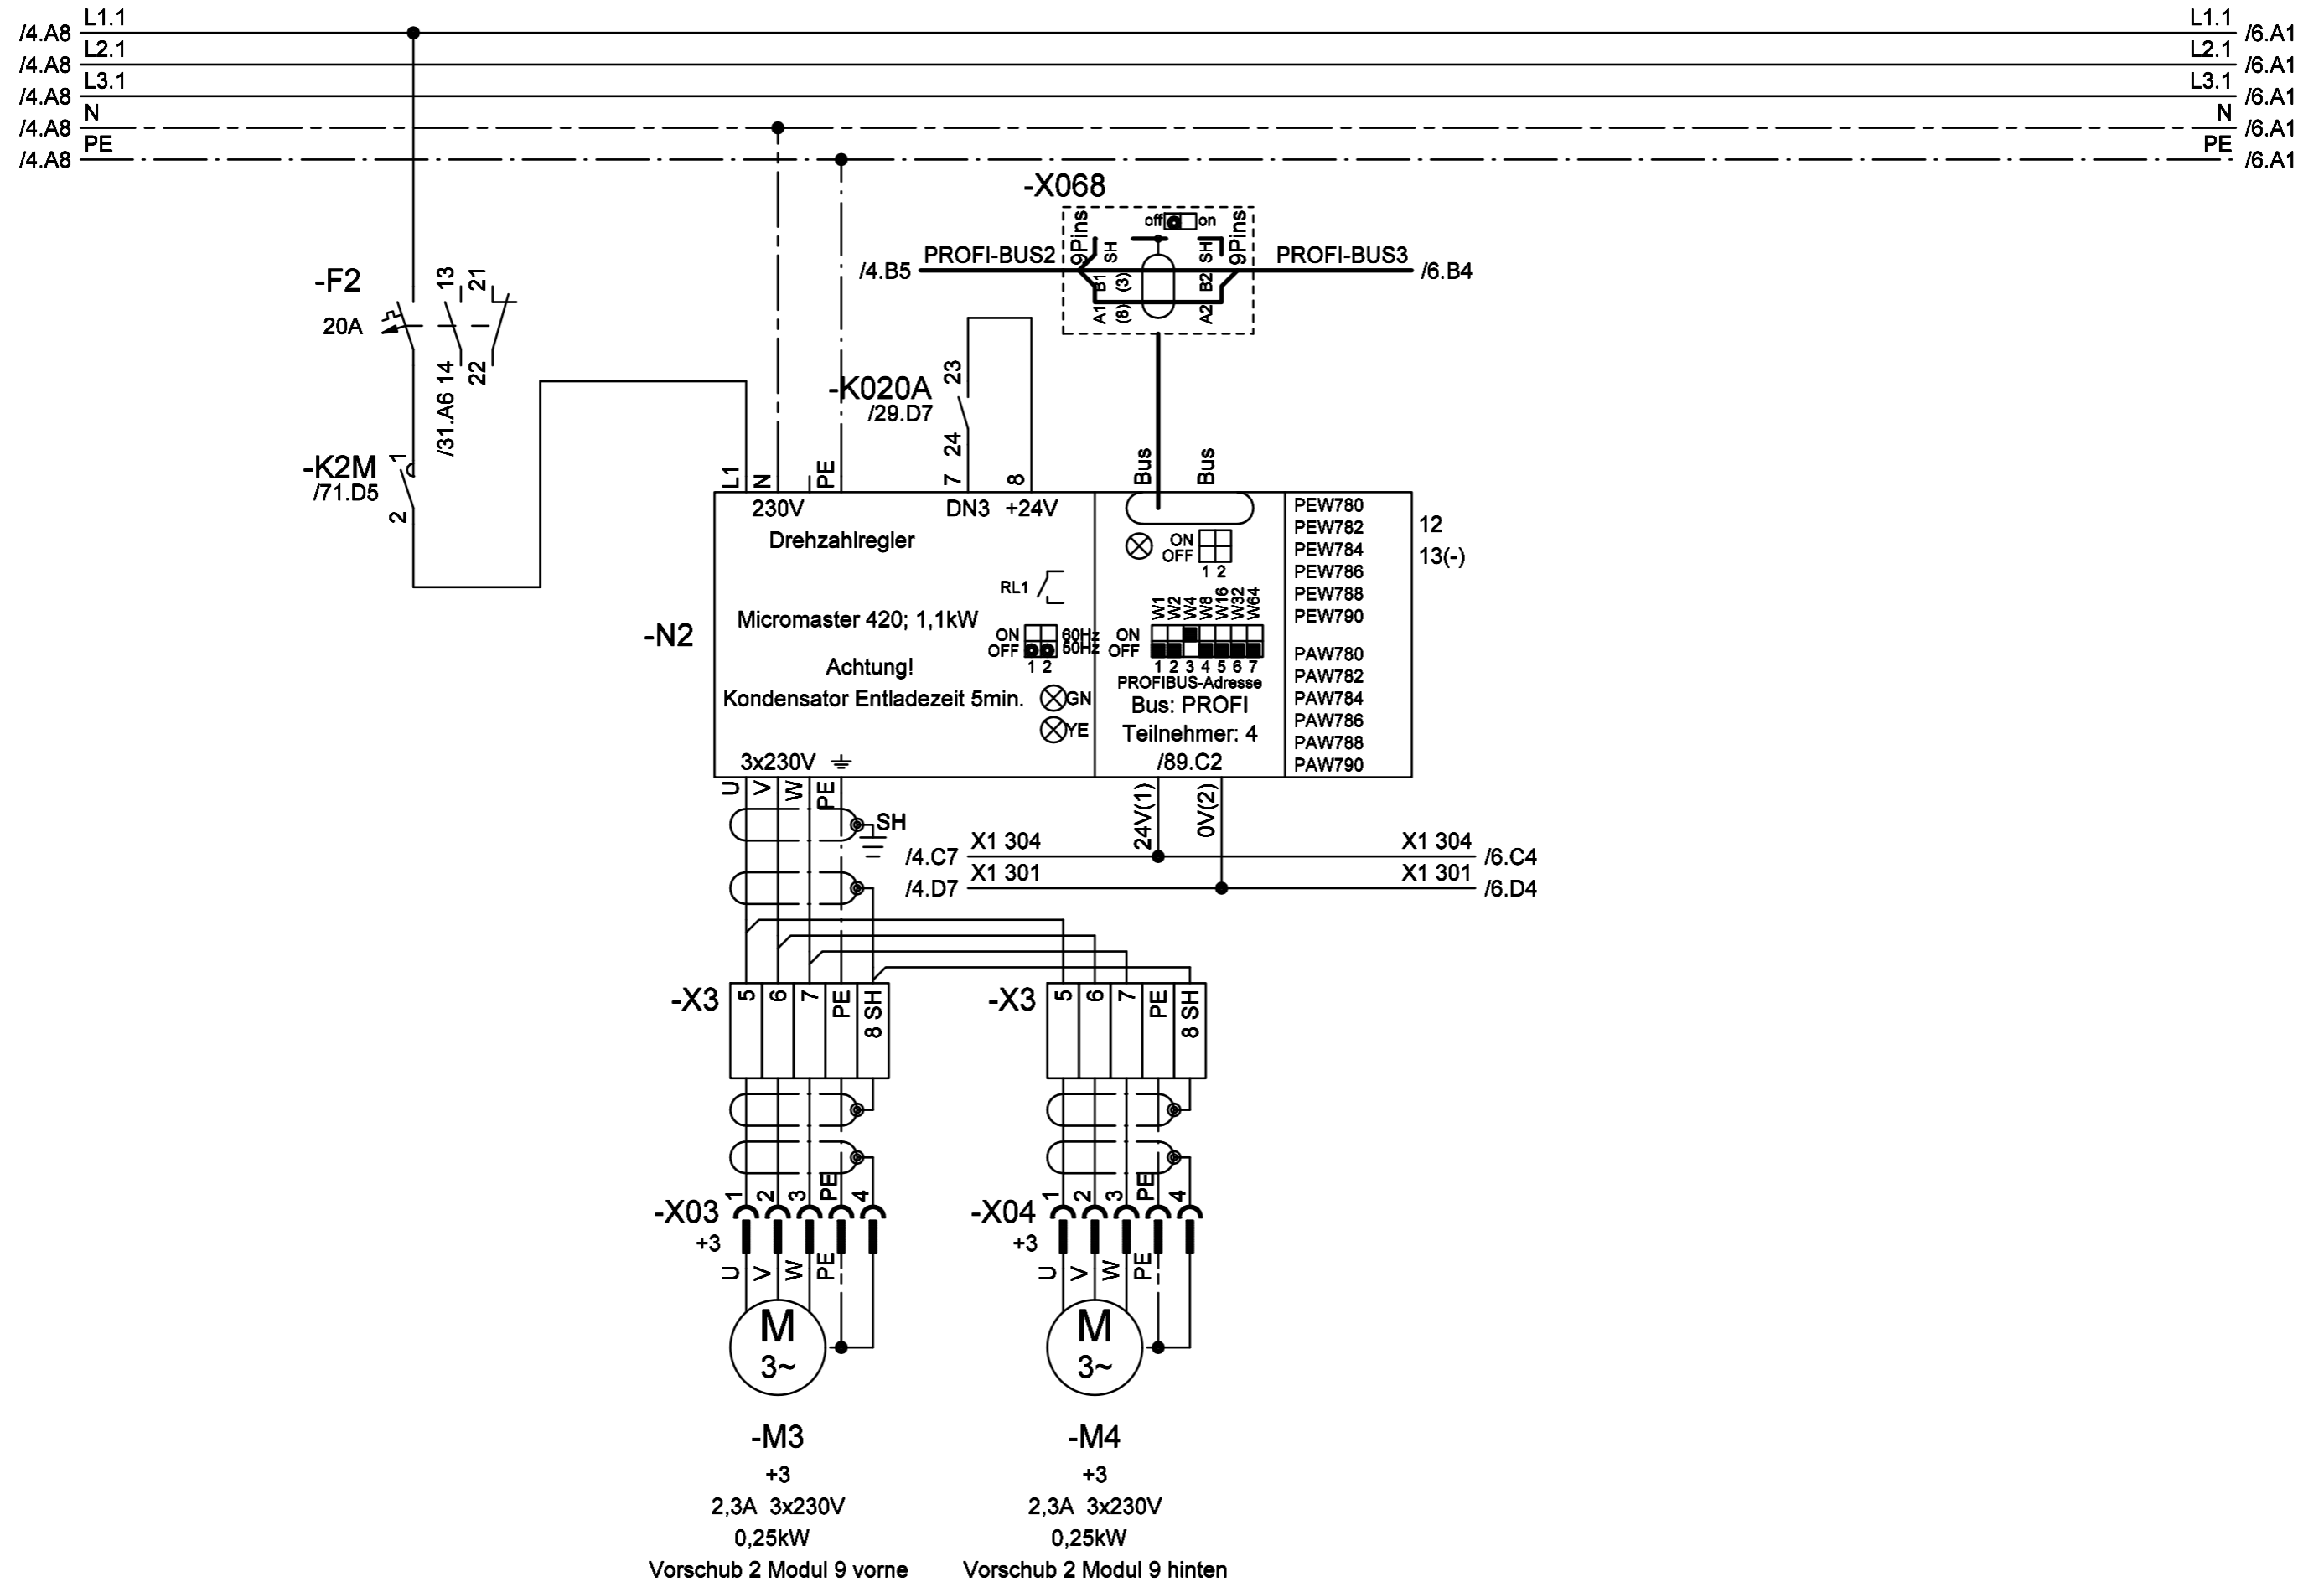 L1.1 L1.1
/4.A8 /6.A1
L2.1 L2.1
/4.A8 /6.A1
L3.1 L3.1
/4.A8 /6.A1
N N
/4.A8 /6.A1
PE PE
/4.A8 /6.A1
-X068
off on
9Pins SH SH 9Pins
PROFI-BUS2 PROFI-BUS3
/4.B5 /6.B4
B1 (3) B2
A1 (8) A2
-F2 13 21
20A
14 22
/31.A6
-K020A 23
/29.D7
24
-K2M 1
/71.D5
2
L1 N PE 7 8 Bus Bus
230V DN3 +24V
Drehzahlregler
RL1
Micromaster 420; 1,1kW
-N2
ON 60Hz
OFF 50Hz
1 2
Achtung!
Kondensator Entladezeit 5min.
GN
YE
3x230V
ON
OFF
1 2
W1 W2 W4 W8 W16 W32 W64
ON
OFF
1 2 3 4 5 6 7
PROFIBUS-Adresse
Bus: PROFI
Teilnehmer: 4
/89.C2
PEW780
PEW782
PEW784
PEW786
PEW788
PEW790
PAW780
PAW782
PAW784
PAW786
PAW788
PAW790
12
13(-)
U V W PE 24V(1) 0V(2)
SH
X1 304 X1 304
/4.C7 /6.C4
X1 301 X1 301
/4.D7 /6.D4
-X3 5 6 7 PE 8 SH
-X3 5 6 7 PE 8 SH
1 2 3 PE 4
-X03
+3
U V W PE
1 2 3 PE 4
-X04
+3
U V W PE
M
3~
M
3~
-M3
+3
2,3A 3x230V
0,25kW
Vorschub 2 Modul 9 vorne
-M4
+3
2,3A 3x230V
0,25kW
Vorschub 2 Modul 9 hinten